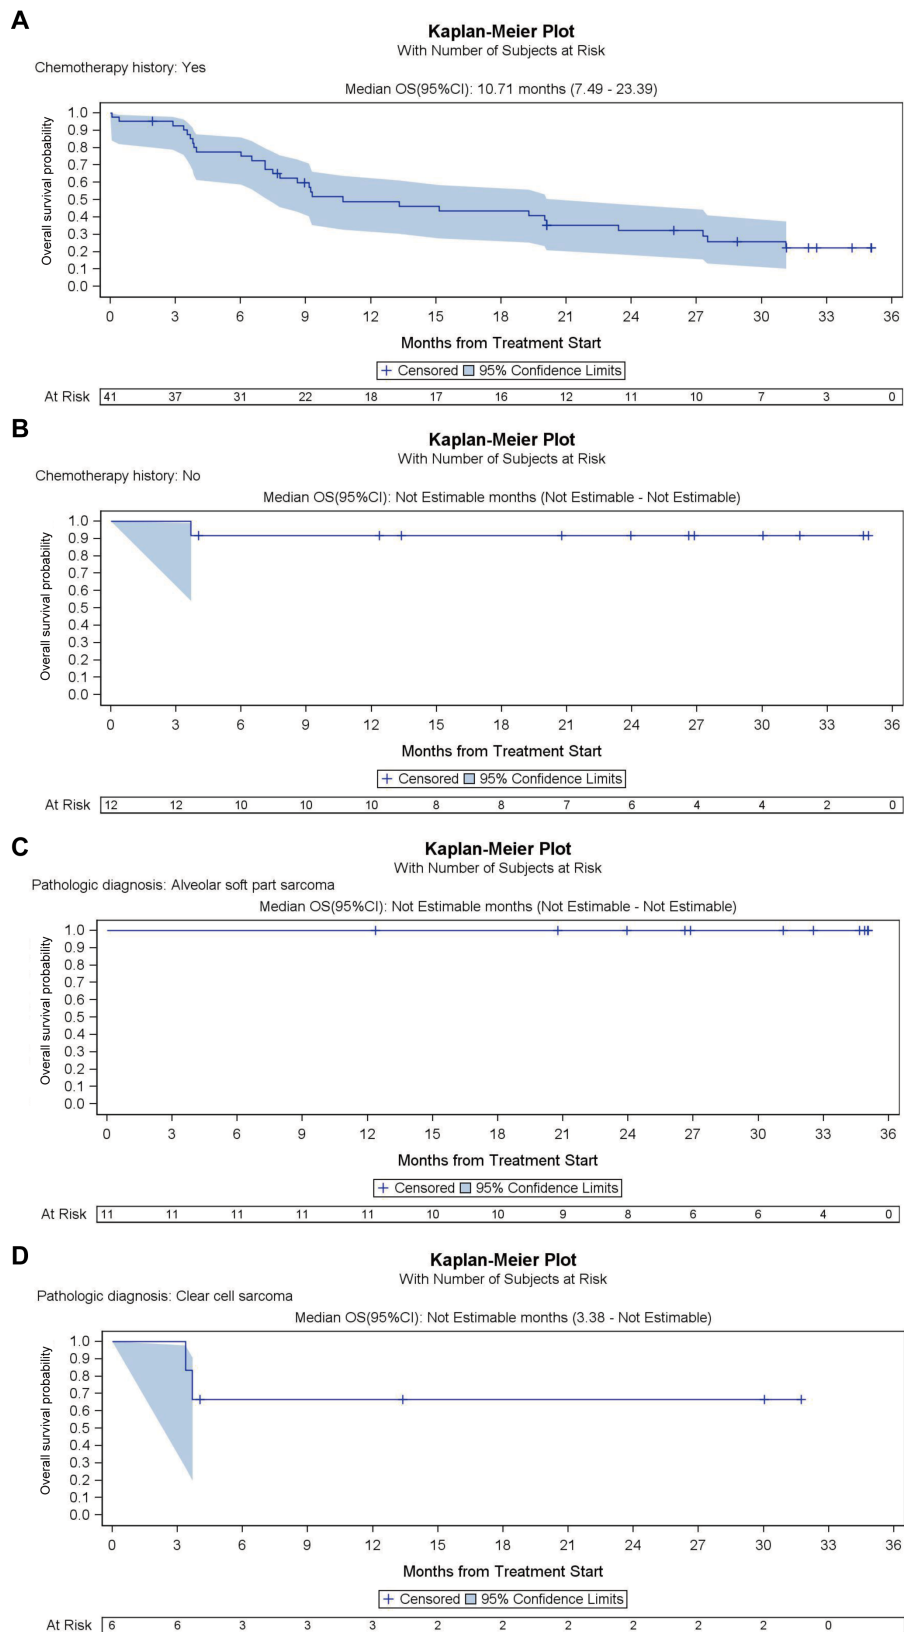 A
Kaplan-Meier Plot
With Number of Subjects at Risk
Chemotherapy history: Yes
Median OS(95%CI): 10.71 months (7.49 - 23.39)
Overall survival probability
1.0
0.9
0.8
0.7
0.6
0.5
0.4
0.3
0.2
0.1
0.0
0 3 6 9 12 15 18 21 24 27 30 33 36
Months from Treatment Start
+ Censored 95% Confidence Limits
At Risk 41 37 31 22 18 17 16 12 11 10 7 3 0
B
Kaplan-Meier Plot
With Number of Subjects at Risk
Chemotherapy history: No
Median OS(95%CI): Not Estimable months (Not Estimable - Not Estimable)
Overall survival probability
1.0
0.9
0.8
0.7
0.6
0.5
0.4
0.3
0.2
0.1
0.0
0 3 6 9 12 15 18 21 24 27 30 33 36
Months from Treatment Start
+ Censored 95% Confidence Limits
At Risk 12 12 10 10 10 8 8 7 6 4 4 2 0
C
Kaplan-Meier Plot
With Number of Subjects at Risk
Pathologic diagnosis: Alveolar soft part sarcoma
Median OS(95%CI): Not Estimable months (Not Estimable - Not Estimable)
Overall survival probability
1.0
0.9
0.8
0.7
0.6
0.5
0.4
0.3
0.2
0.1
0.0
0 3 6 9 12 15 18 21 24 27 30 33 36
Months from Treatment Start
+ Censored 95% Confidence Limits
At Risk 11 11 11 11 11 10 10 9 8 6 6 4 0
D
Kaplan-Meier Plot
With Number of Subjects at Risk
Pathologic diagnosis: Clear cell sarcoma
Median OS(95%CI): Not Estimable months (3.38 - Not Estimable)
Overall survival probability
1.0
0.9
0.8
0.7
0.6
0.5
0.4
0.3
0.2
0.1
0.0
0 3 6 9 12 15 18 21 24 27 30 33 36
Months from Treatment Start
+ Censored 95% Confidence Limits
At Risk 6 6 3 3 3 2 2 2 2 2 2 0